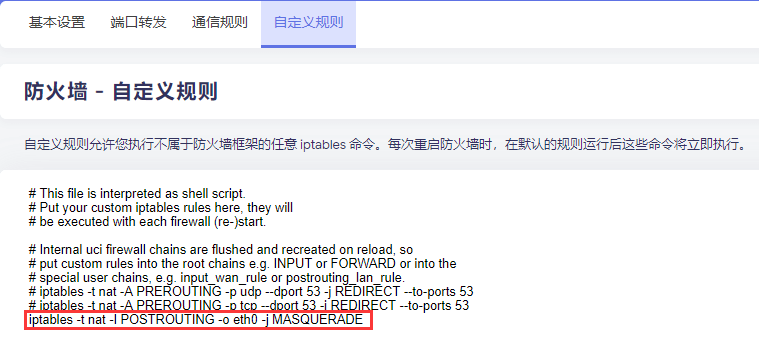 基本设置 端口转发 通信规则 自定义规则
防火墙 - 自定义规则
自定义规则允许您执行不属于防火墙框架的任意 iptables 命令。每次重启防火墙时，在默认的规则运行后这些命令将立即执行。
# This file is interpreted as shell script.
# Put your custom iptables rules here, they will
# be executed with each firewall (re-)start.
# Internal uci firewall chains are flushed and recreated on reload, so
# put custom rules into the root chains e.g. INPUT or FORWARD or into the
# special user chains, e.g. input_wan_rule or postrouting_lan_rule.
# iptables -t nat -A PREROUTING -p udp --dport 53 -j REDIRECT --to-ports 53
# iptables -t nat -A PREROUTING -p tcp --dport 53 -j REDIRECT --to-ports 53
iptables -t nat -I POSTROUTING -o eth0 -j MASQUERADE